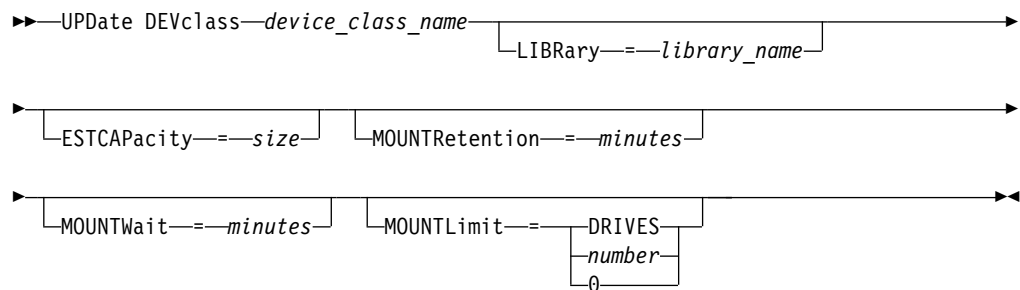 UPDate DEVclass device_class_name
LIBRary = library_name
ESTCAPacity = size MOUNTRetention = minutes
MOUNTWait = minutes MOUNTLimit = DRIVES
number
0